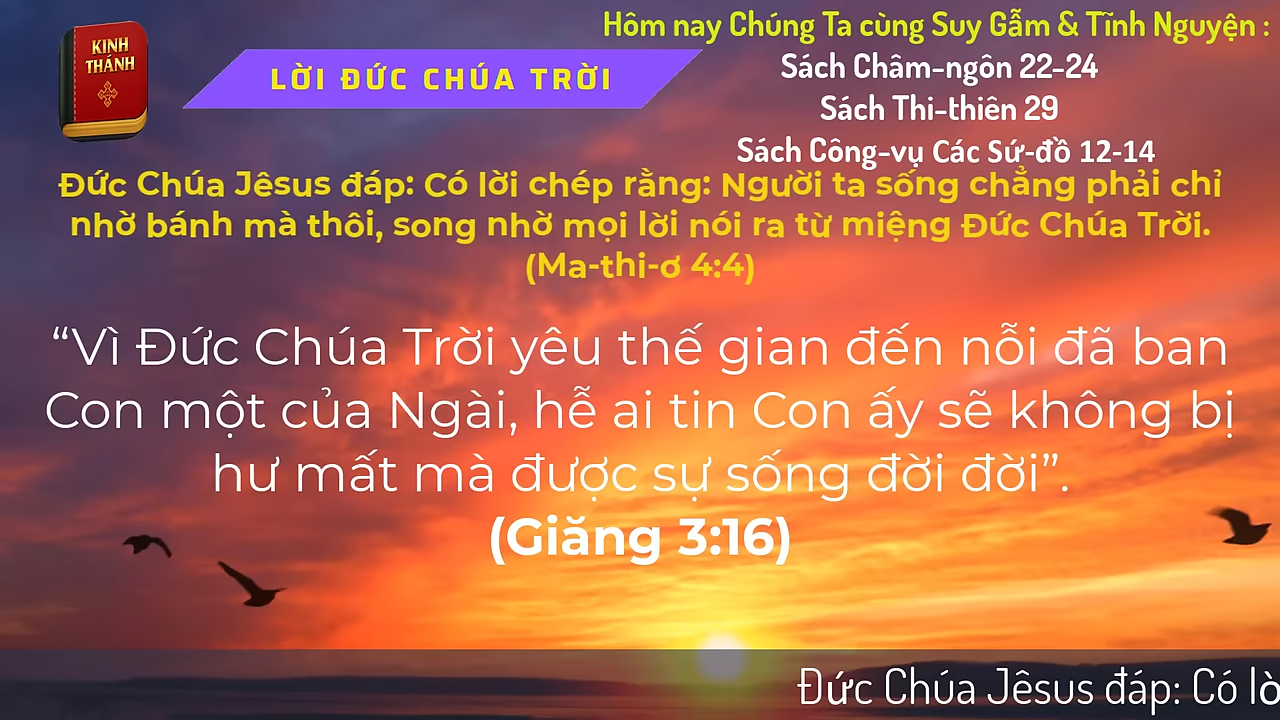 KINH
THÁNH
LỜI ĐỨC CHÚA TRỜI
Hôm nay Chúng Ta cùng Suy Gẫm & Tĩnh Nguyện :
Sách Châm-ngôn 22-24
Sách Thi-thiên 29
Sách Công-vụ Các Sứ-đồ 12-14
Đức Chúa Jêsus đáp: Có lời chép rằng: Người ta sống chẳng phải chỉ
nhờ bánh mà thôi, song nhờ mọi lời nói ra từ miệng Đức Chúa Trời.
(Ma-thi-ơ 4:4)
“Vì Đức Chúa Trời yêu thế gian đến nỗi đã ban
Con một của Ngài, hễ ai tin Con ấy sẽ không bị
hư mất mà được sự sống đời đời”.
(Giăng 3:16)
Đức Chúa Jêsus đáp: Có lờ